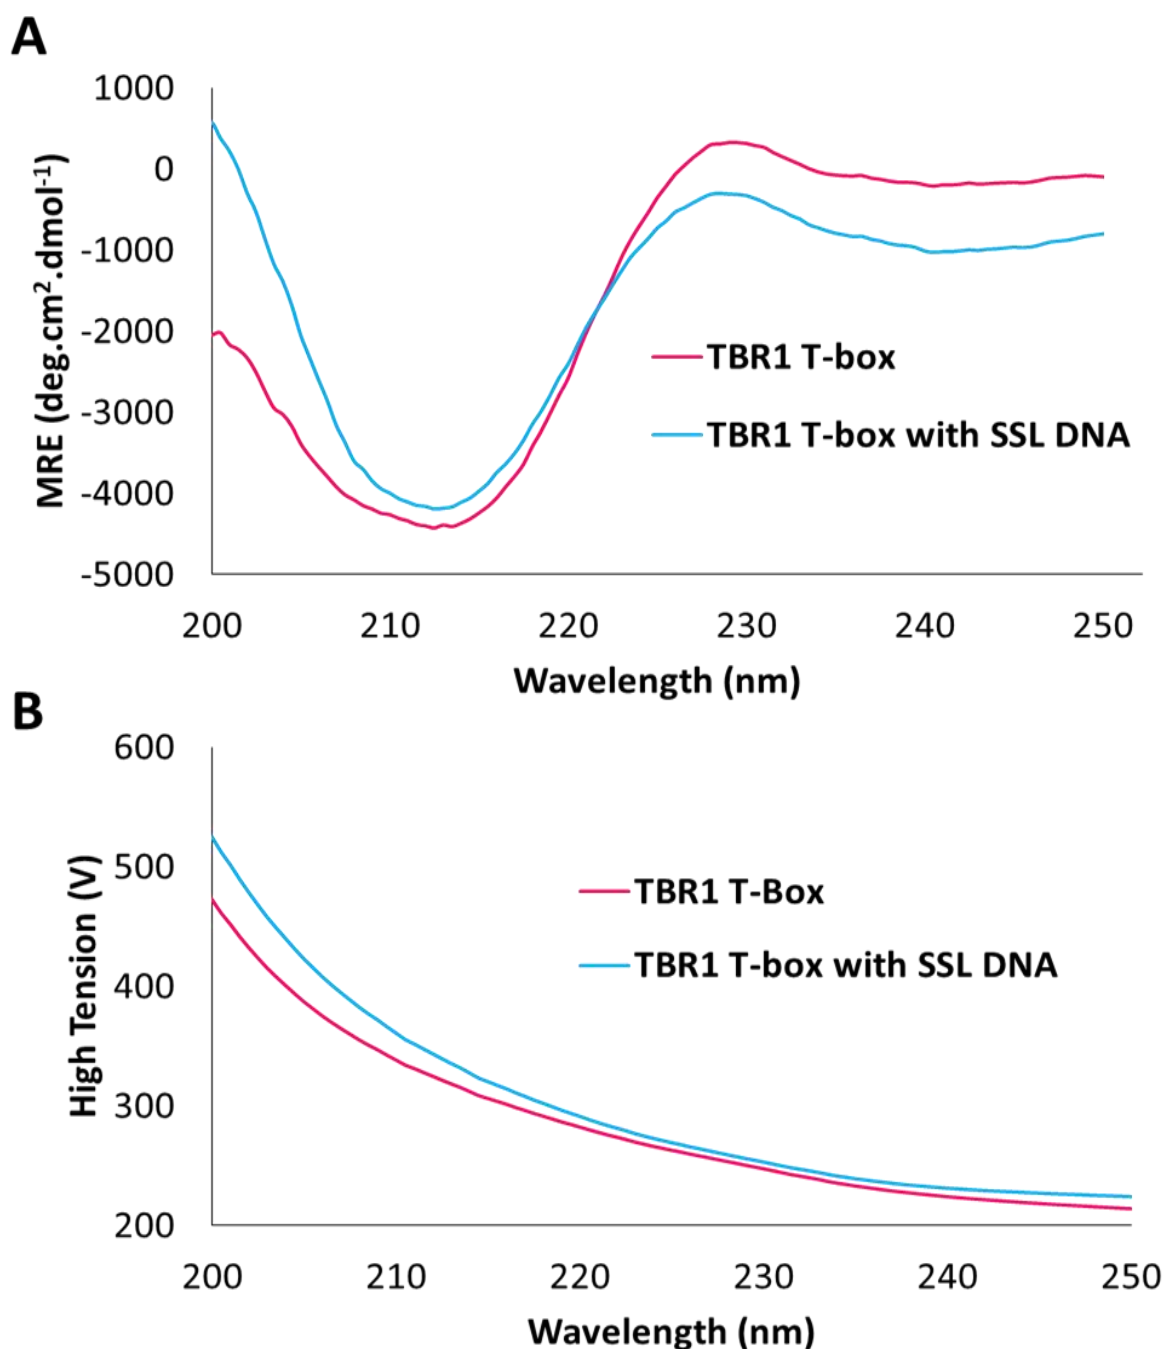 A
1000
0
-1000
-2000
-3000
-4000
-5000
MRE (deg.cm².dmol⁻¹)
TBR1 T-box
TBR1 T-box with SSL DNA
200 210 220 230 240 250
Wavelength (nm)
B
600
500
400
300
200
High Tension (V)
TBR1 T-Box
TBR1 T-box with SSL DNA
200 210 220 230 240 250
Wavelength (nm)